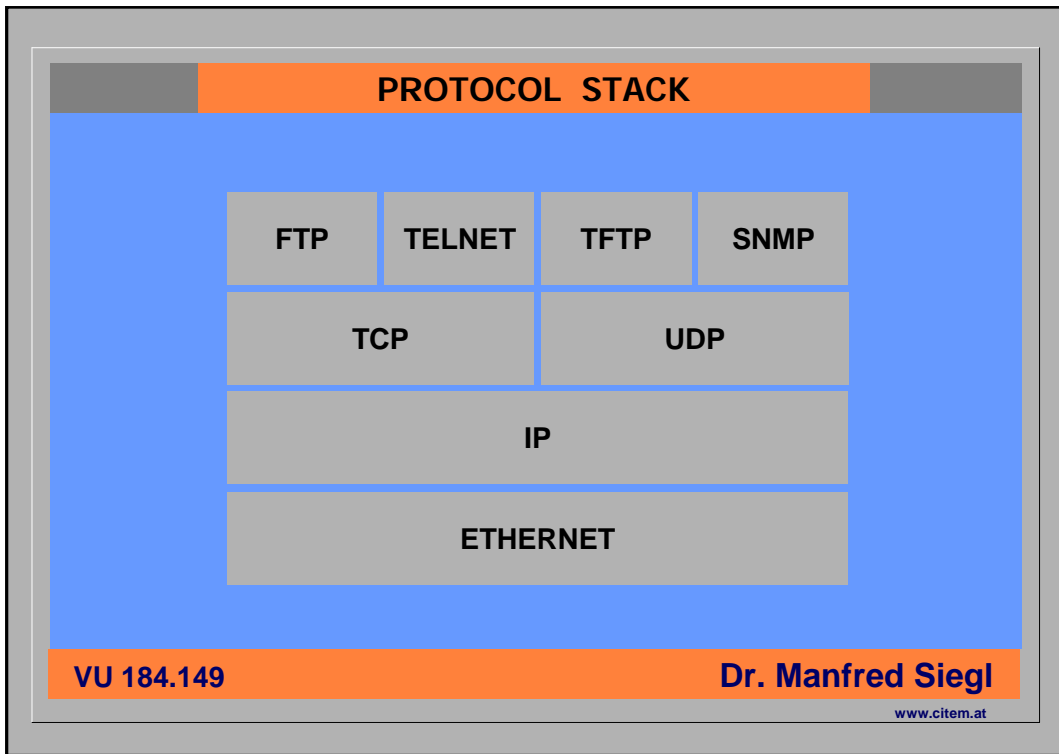 PROTOCOL STACK
FTP TELNET TFTP SNMP
TCP UDP
IP
ETHERNET
VU 184.149 Dr. Manfred Siegl
www.citem.at